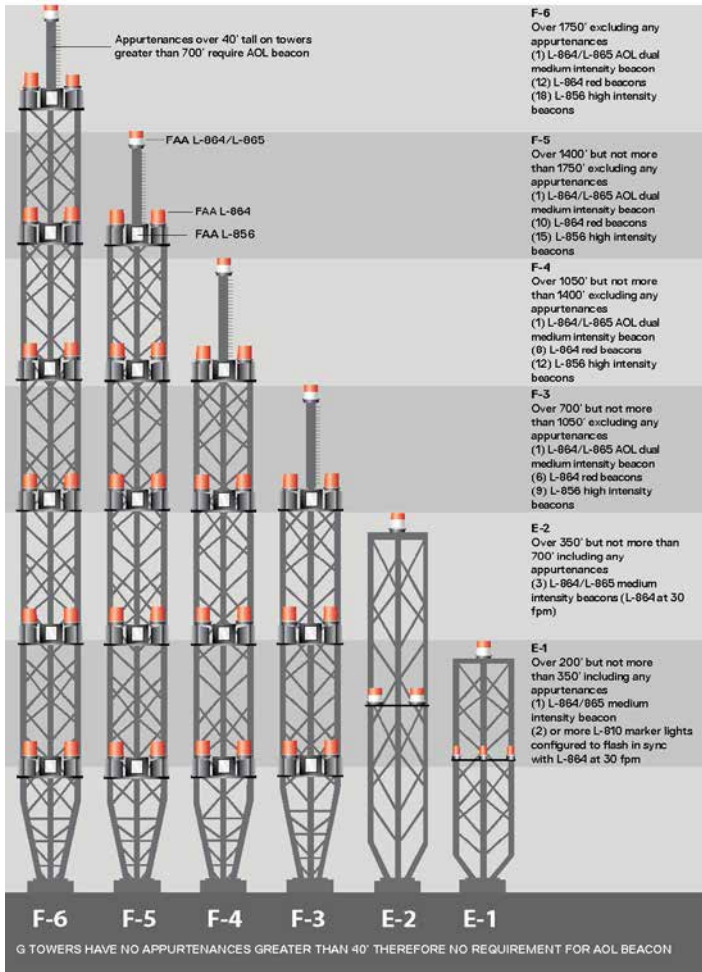 Appurtenances over 40' tall on towers
greater than 700' require AOL beacon
FAA L-864/L-865
FAA L-864
FAA L-856
F-6
Over 1750' excluding any
appurtenances
(1) L-864/L-865 AOL dual
medium intensity beacon
(12) L-864 red beacons
(18) L-856 high intensity
beacons
F-5
Over 1400' but not more
than 1750' excluding any
appurtenances
(1) L-864/L-865 AOL dual
medium intensity beacon
(10) L-864 red beacons
(15) L-856 high intensity
beacons
F-4
Over 1050' but not more
than 1400' excluding any
appurtenances
(1) L-864/L-865 AOL dual
medium intensity beacon
(8) L-864 red beacons
(12) L-856 high intensity
beacons
F-3
Over 700' but not more
than 1050' excluding any
appurtenances
(1) L-864/L-865 AOL dual
medium intensity beacon
(6) L-864 red beacons
(9) L-856 high intensity
beacons
E-2
Over 350' but not more than
700' including any
appurtenances
(3) L-864/L-865 medium
intensity beacons (L-864 at 30
fpm)
E-1
Over 200' but not more
than 350' including any
appurtenances
(1) L-864/865 medium
intensity beacon
(2) or more L-810 marker lights
configured to flash in sync
with L-864 at 30 fpm
F-6 F-5 F-4 F-3 E-2 E-1
G TOWERS HAVE NO APPURTENANCES GREATER THAN 40' THEREFORE NO REQUIREMENT FOR AOL BEACON